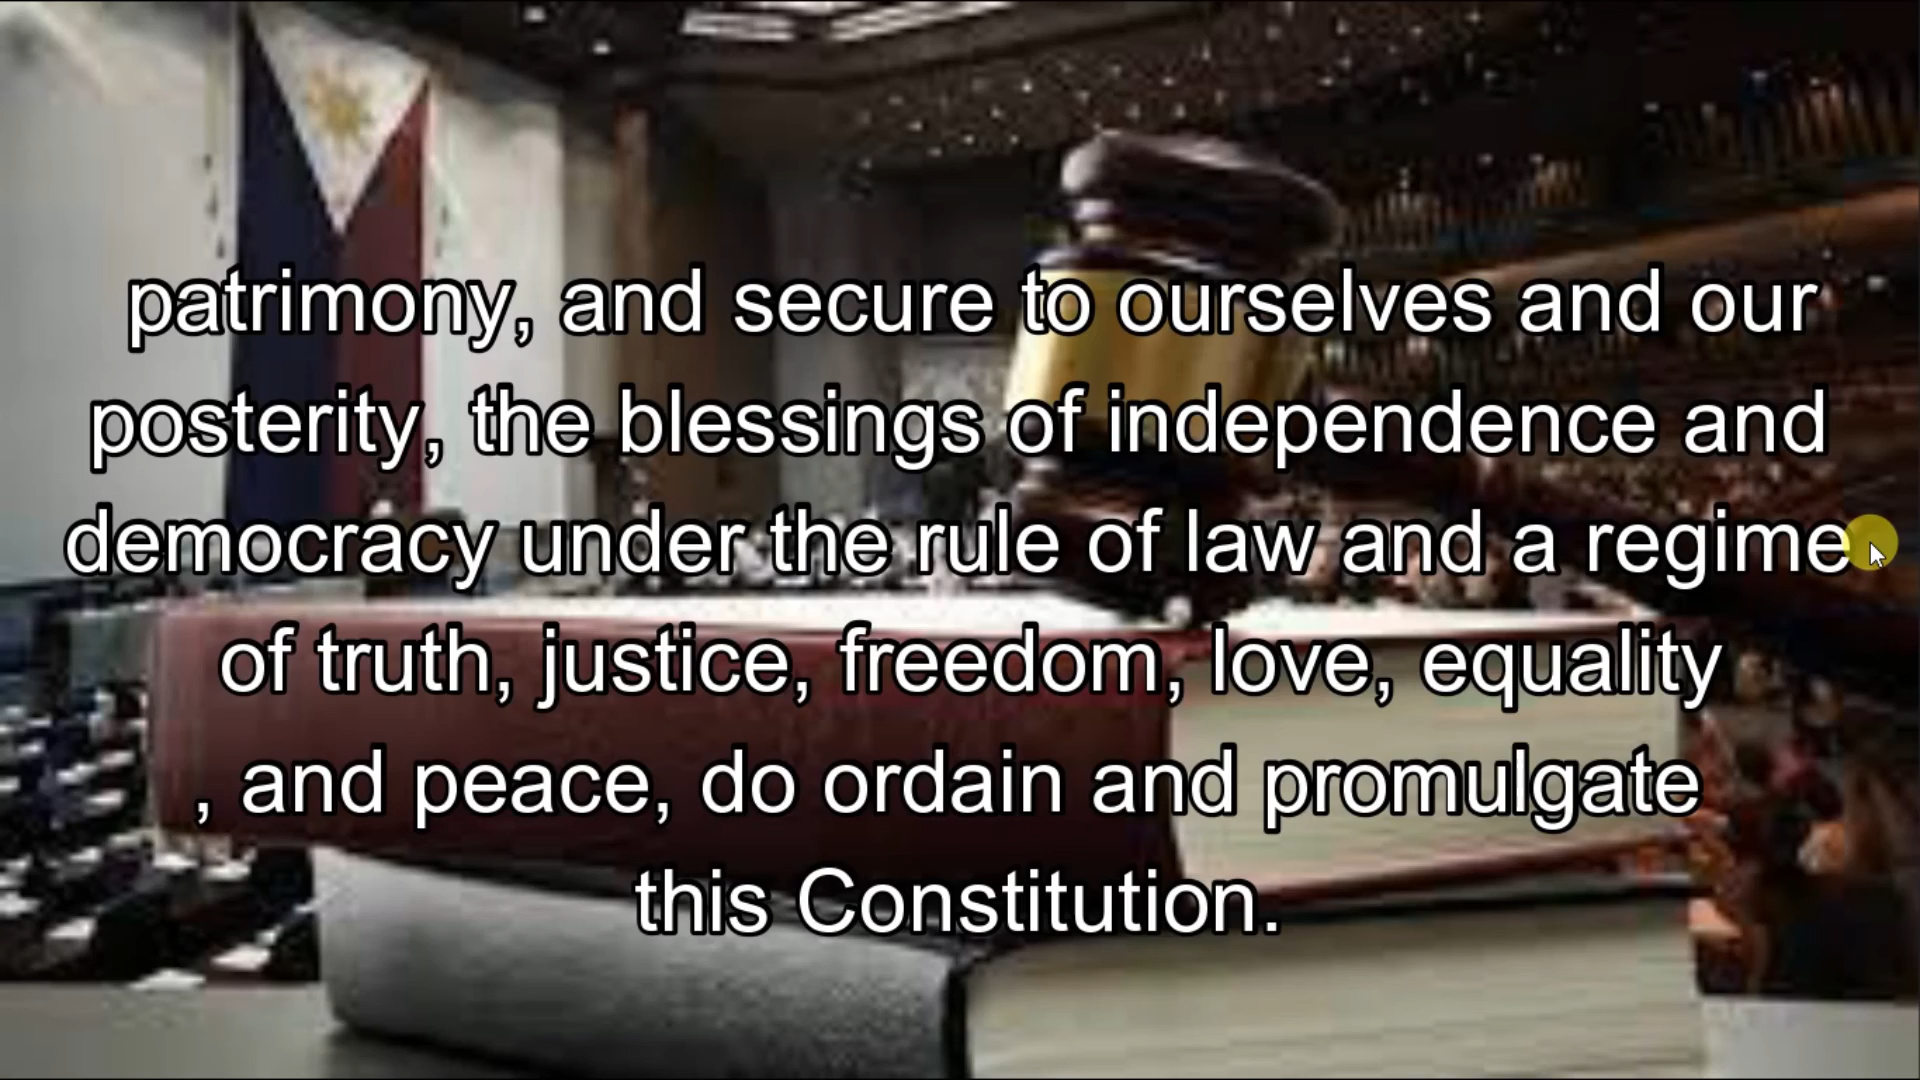 patrimony, and secure to ourselves and our
posterity, the blessings of independence and
democracy under the rule of law and a regime
of truth, justice, freedom, love, equality
, and peace, do ordain and promulgate
this Constitution.